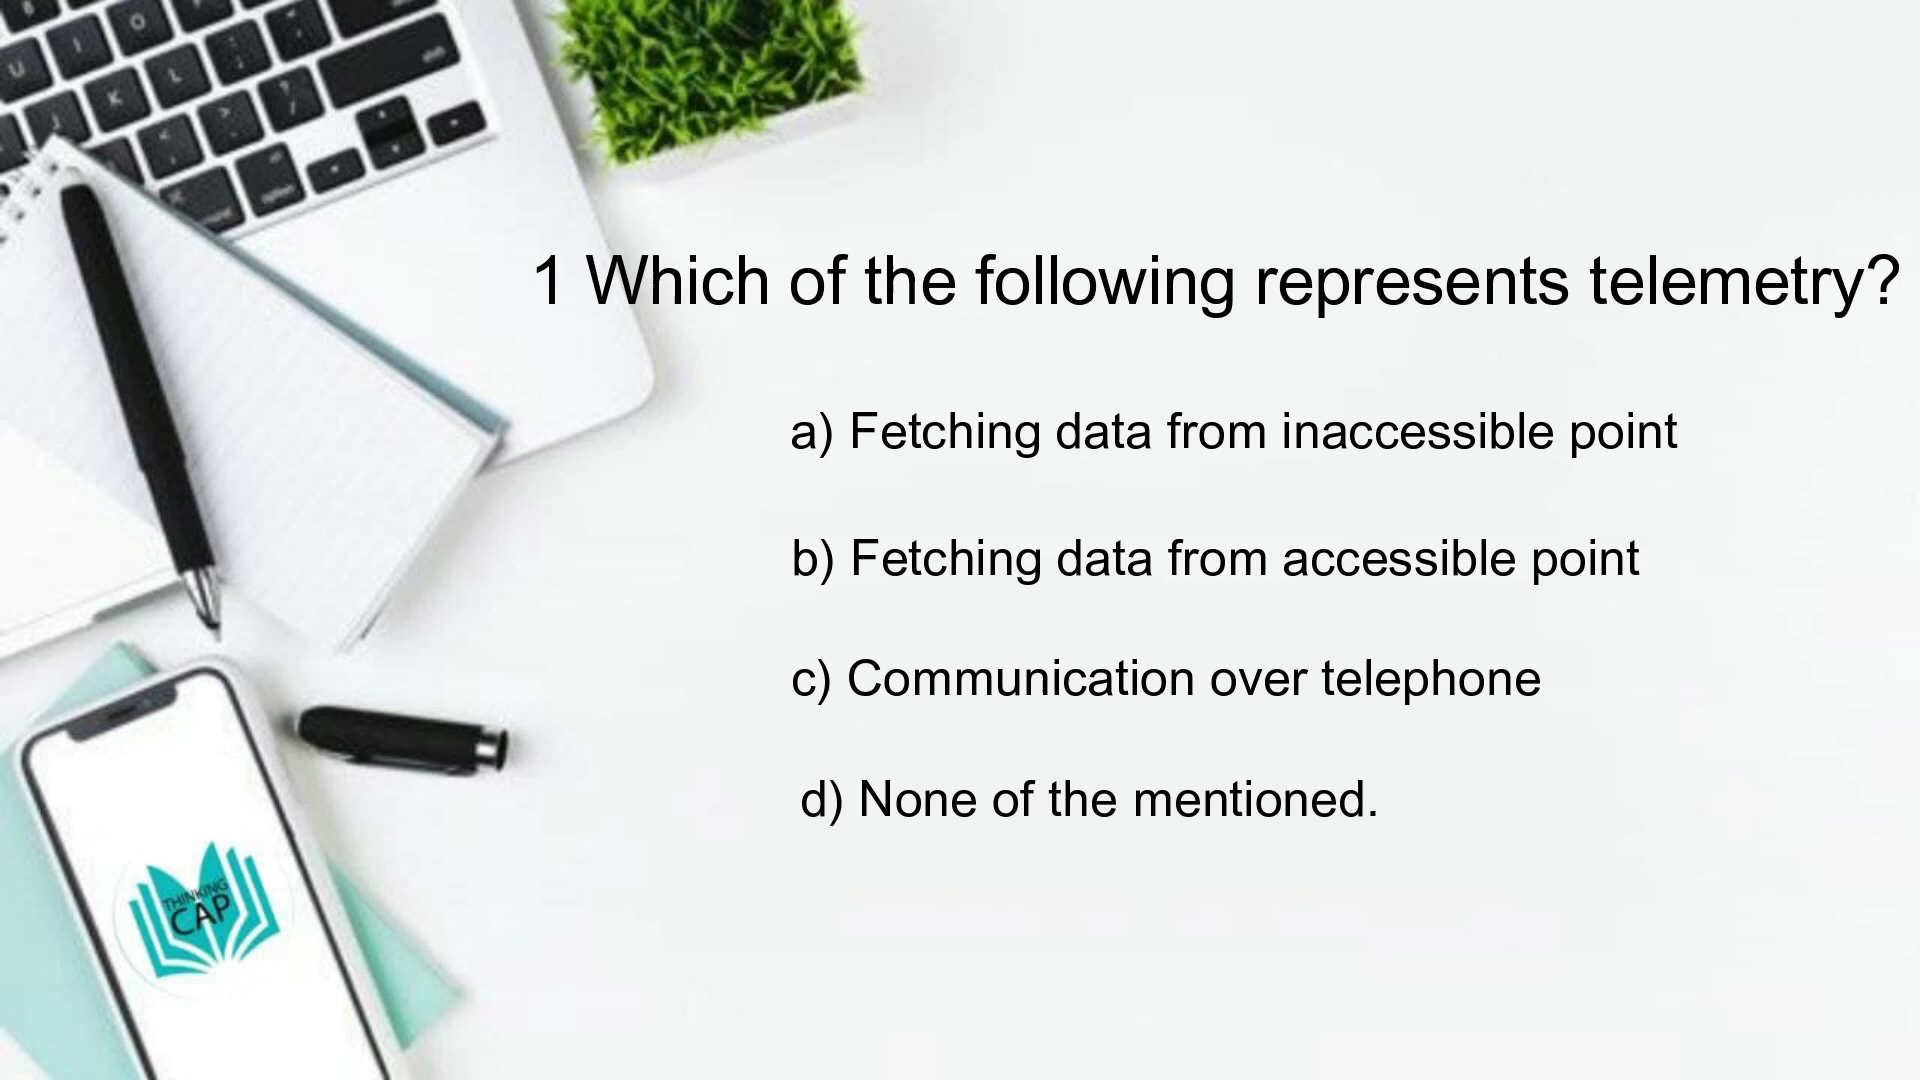 1 Which of the following represents telemetry?
a) Fetching data from inaccessible point
b) Fetching data from accessible point
c) Communication over telephone
d) None of the mentioned.
THINKING
CAP